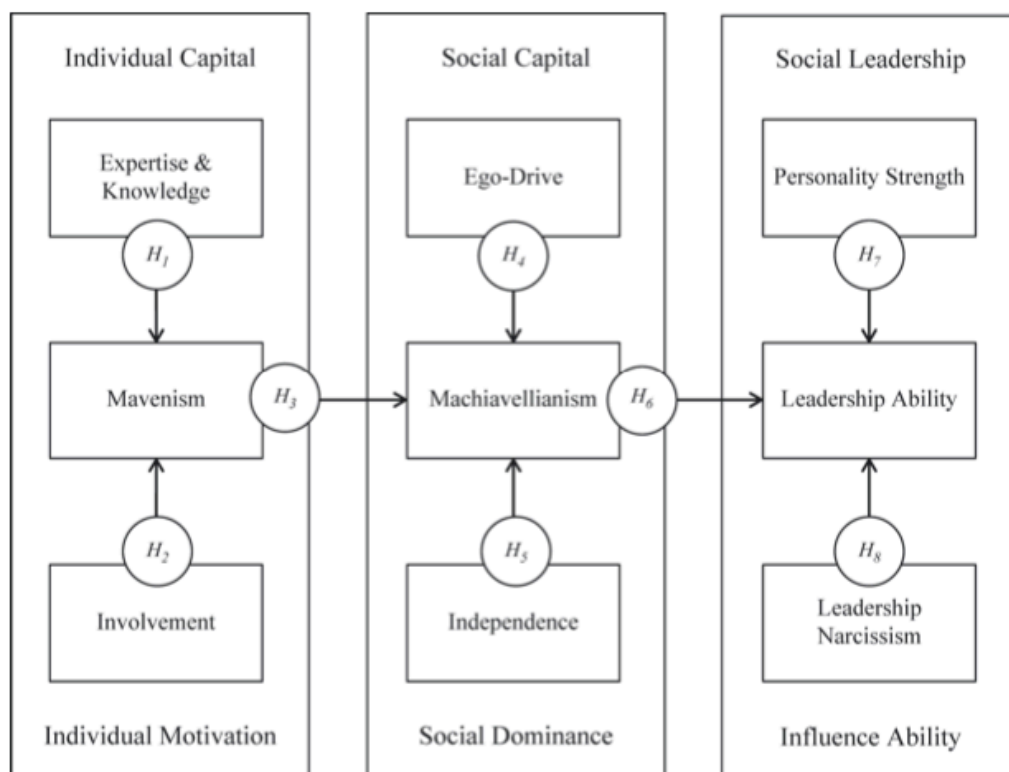 Individual Capital
Expertise &
Knowledge
H1
Mavenism
H3
H2
Involvement
Individual Motivation
Social Capital
Ego-Drive
H4
Machiavellianism
H6
H5
Independence
Social Dominance
Social Leadership
Personality Strength
H7
Leadership Ability
H8
Leadership
Narcissism
Influence Ability